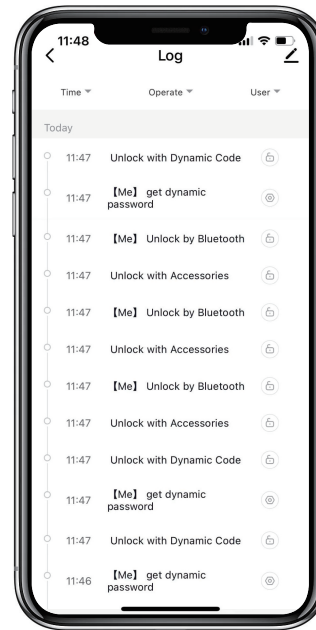 11:48
Log
Time Operate User
Today
11:47 Unlock with Dynamic Code
11:47 【Me】 get dynamic
password
11:47 【Me】 Unlock by Bluetooth
11:47 Unlock with Accessories
11:47 【Me】 Unlock by Bluetooth
11:47 Unlock with Accessories
11:47 【Me】 Unlock by Bluetooth
11:47 Unlock with Accessories
11:47 Unlock with Dynamic Code
11:47 【Me】 get dynamic
password
11:47 Unlock with Dynamic Code
11:46 【Me】 get dynamic
password